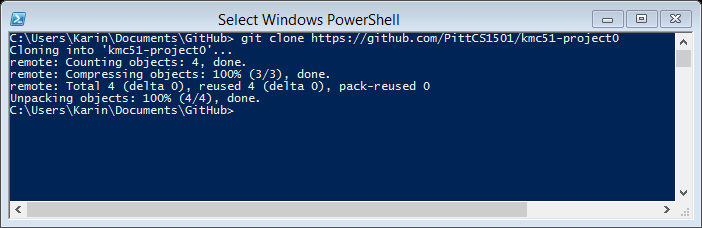 Select Windows PowerShell
C:\Users\Karin\Documents\GitHub> git clone https://github.com/PittCS1501/kmc51-project0
Cloning into 'kmc51-project0'...
remote: Counting objects: 4, done.
remote: Compressing objects: 100% (3/3), done.
remote: Total 4 (delta 0), reused 4 (delta 0), pack-reused 0
Unpacking objects: 100% (4/4), done.
C:\Users\Karin\Documents\GitHub>